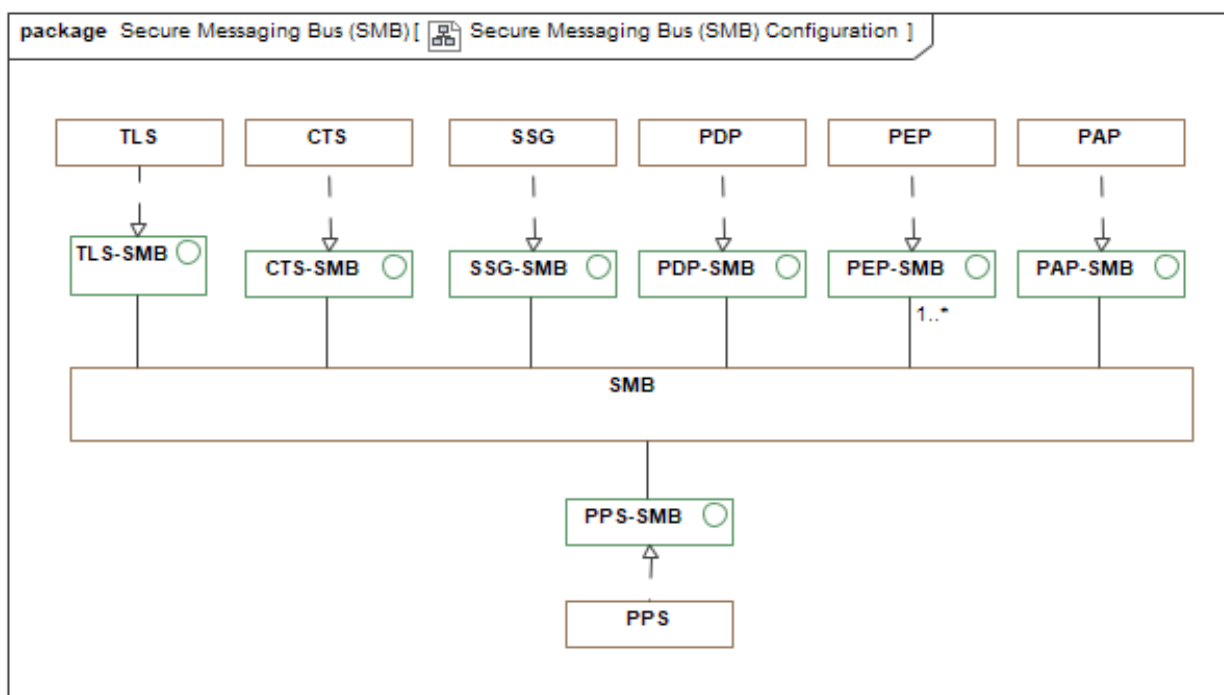 package Secure Messaging Bus (SMB) [ Secure Messaging Bus (SMB) Configuration ]
TLS
CTS
SSG
PDP
PEP
PAP
TLS-SMB
CTS-SMB
SSG-SMB
PDP-SMB
PEP-SMB
PAP-SMB
1..*
SMB
PPS-SMB
PPS